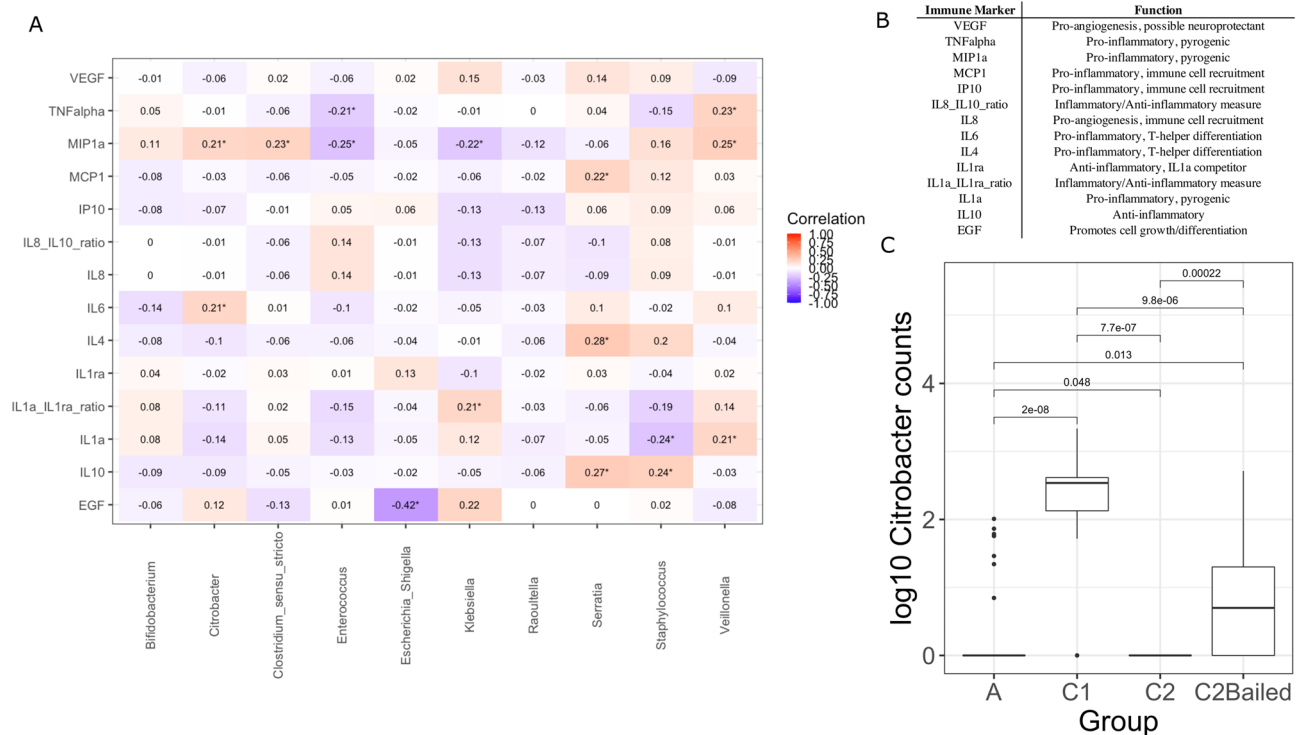 A
VEGF -0.01 -0.06 0.02 -0.06 0.02 0.15 -0.03 0.14 0.09 -0.09
TNFalpha 0.05 -0.01 -0.06 -0.21* -0.06 -0.01 0 0.04 -0.15 0.23*
MIP1a 0.11 0.21* 0.23* -0.25* -0.05 -0.22* -0.12 -0.06 0.16 0.25*
MCP1 -0.08 -0.03 -0.06 -0.05 -0.02 -0.06 -0.02 0.22* 0.12 0.03
IP10 -0.08 -0.07 -0.01 0.05 0.06 -0.13 -0.13 0.06 0.09 0.06
IL8_IL10_ratio 0 -0.01 -0.06 0.14 -0.01 -0.13 -0.07 -0.1 0.08 -0.01
IL8 0 -0.01 -0.06 0.14 -0.01 -0.13 -0.07 -0.09 0.09 -0.01
IL6 -0.14 0.21* 0.01 -0.1 -0.02 -0.05 -0.02 0.1 -0.02 0.1
IL4 -0.08 -0.1 -0.06 -0.06 -0.04 -0.01 -0.06 0.28* 0.2 -0.04
IL1ra 0.04 -0.02 0.03 0.01 0.13 -0.1 -0.02 0.03 -0.04 0.02
IL1a_IL1ra_ratio 0.08 -0.11 0.02 -0.15 -0.04 0.21* -0.03 -0.06 -0.19 0.14
IL1a 0.08 -0.14 0.05 -0.13 -0.05 0.12 -0.07 -0.05 -0.24* 0.21*
IL10 -0.09 -0.09 -0.05 -0.03 -0.02 -0.05 -0.06 0.27* 0.24* -0.03
EGF -0.06 0.12 -0.13 0.01 -0.42* 0.22 0 0 0.02 -0.08
Bifidobacterium
Citrobacter
Clostridium_sensu_stricto
Enterococcus
Escherichia_Shigella
Klebsiella
Raoultella
Serratia
Staphylococcus
Veillonella
Correlation
1.00
0.75
0.50
0.25
0.00
-0.25
-0.50
-0.75
-1.00
B
Immune Marker Function
VEGF Pro-angiogenesis, possible neuroprotectant
TNFalpha Pro-inflammatory, pyrogenic
MIP1a Pro-inflammatory, pyrogenic
MCP1 Pro-inflammatory, immune cell recruitment
IP10 Pro-inflammatory, immune cell recruitment
IL8_IL10_ratio Inflammatory/Anti-inflammatory measure
IL8 Pro-angiogenesis, immune cell recruitment
IL6 Pro-inflammatory, T-helper differentiation
IL4 Pro-inflammatory, T-helper differentiation
IL1ra Anti-inflammatory, IL1a competitor
IL1a_IL1ra_ratio Inflammatory/Anti-inflammatory measure
IL1a Pro-inflammatory, pyrogenic
IL10 Anti-inflammatory
EGF Promotes cell growth/differentiation
C
log10 Citrobacter counts
4
2
0
0.00022
9.8e-06
7.7e-07
0.013
0.048
2e-08
A C1 C2 C2Bailed
Group